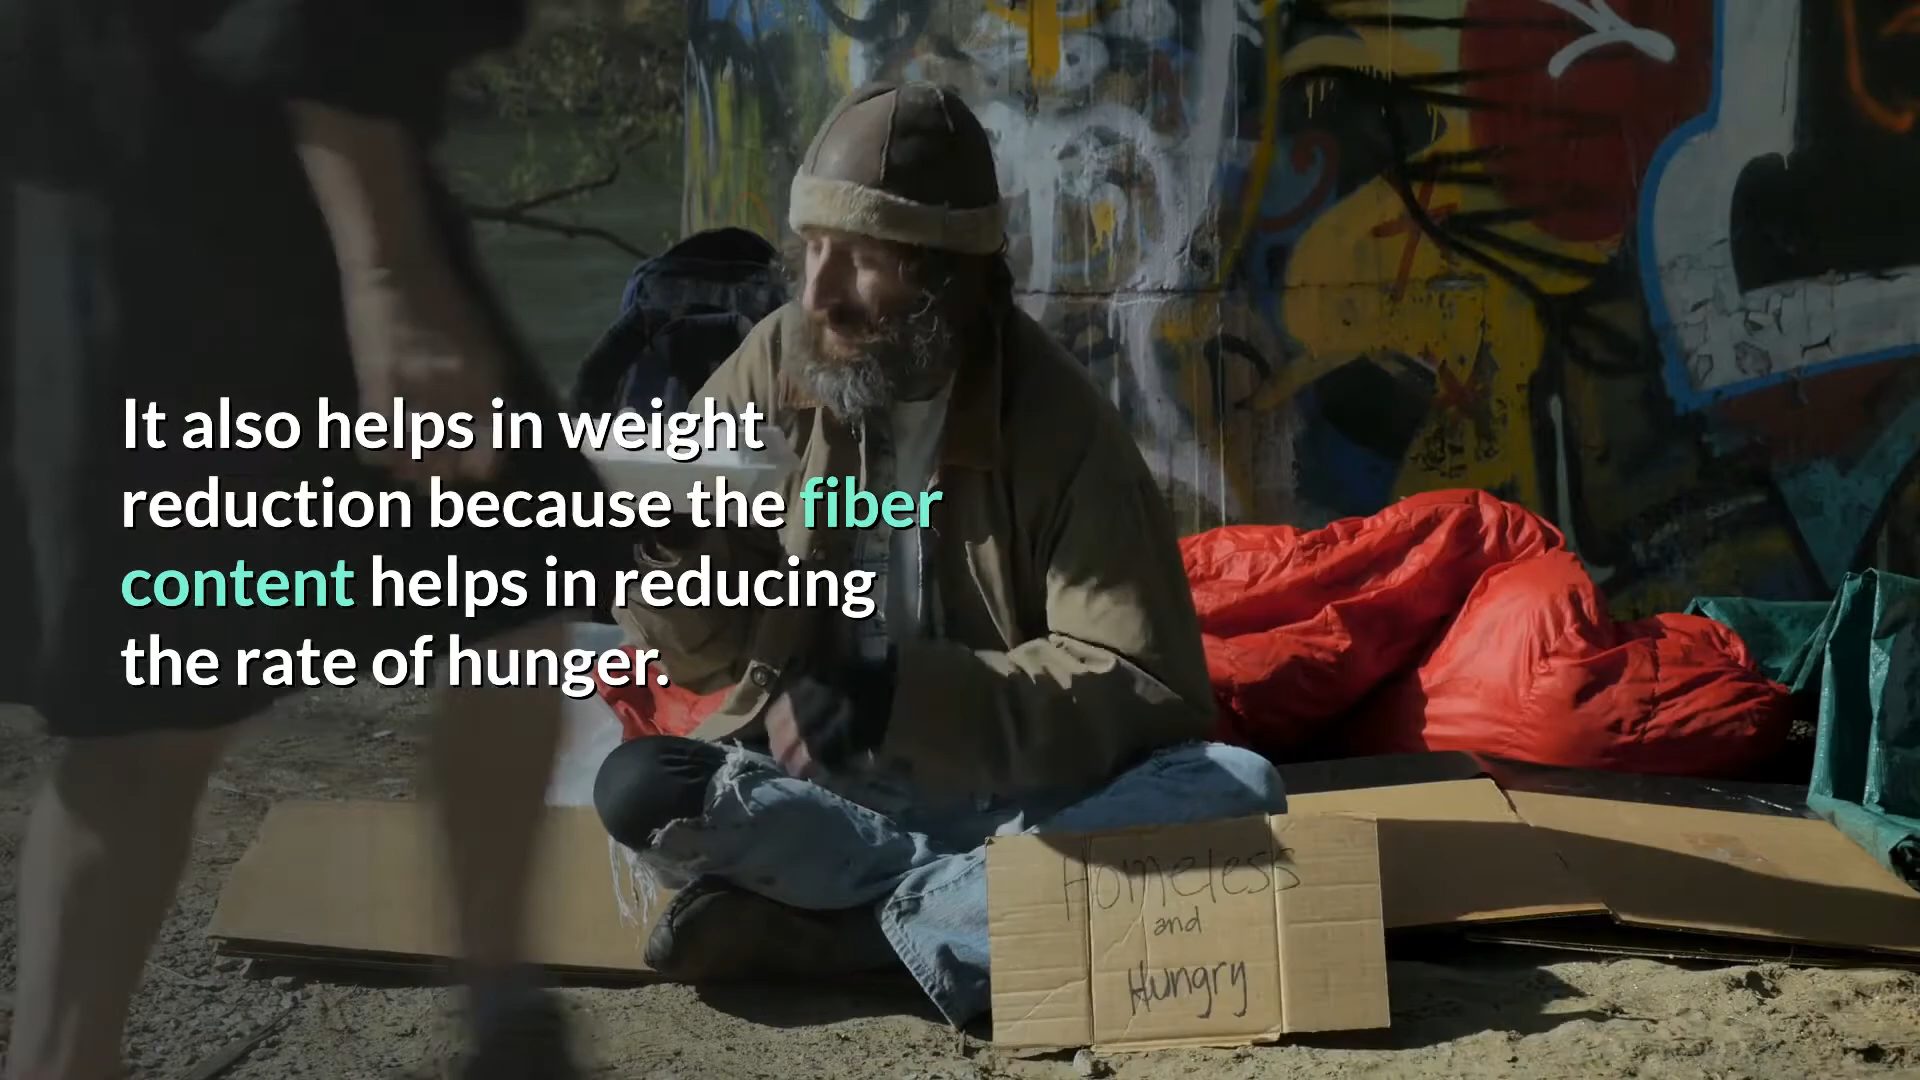 It also helps in weight
reduction because the fiber
content helps in reducing
the rate of hunger.
Homeless
and
Hungry